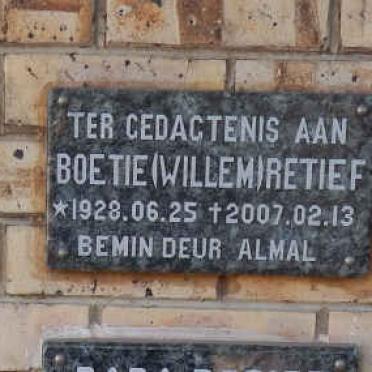 TER GEDAGTENIS AAN
BOETIE(WILLEM)RETIEF
*1928.06.25 †2007.02.13
BEMIN DEUR ALMAL